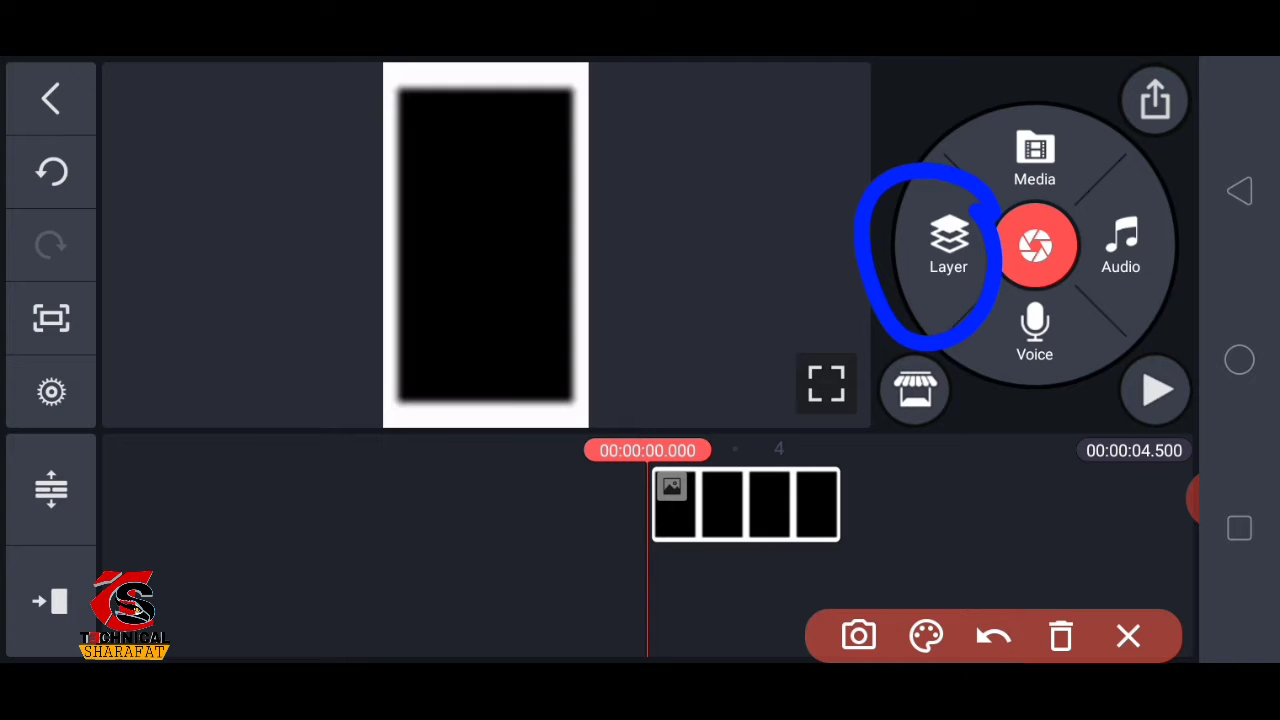 Media
Layer
Audio
Voice
00:00:00.000
4
00:00:04.500
TECHNICAL
SHARAFAT